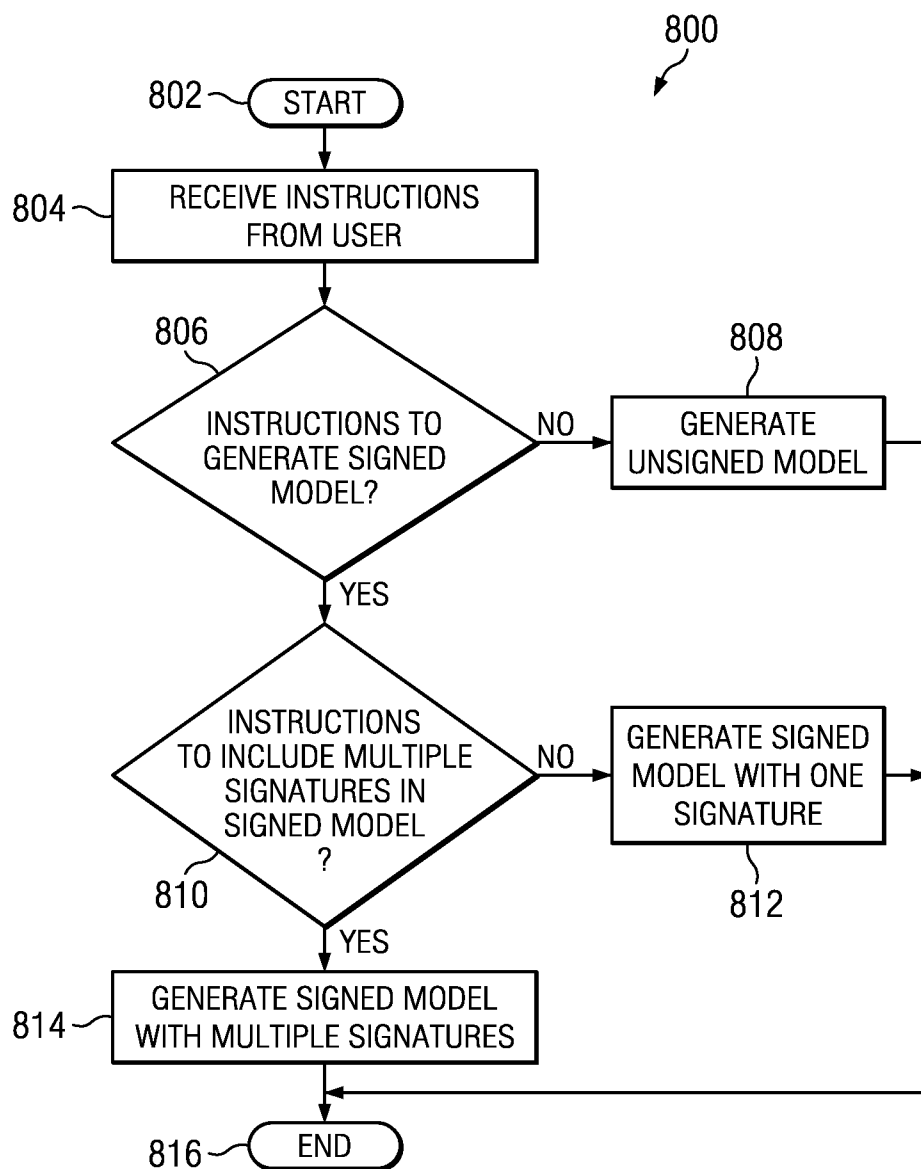 800
802
START
804
RECEIVE INSTRUCTIONS
FROM USER
806
INSTRUCTIONS TO
GENERATE SIGNED
MODEL?
NO
808
GENERATE
UNSIGNED MODEL
YES
INSTRUCTIONS
TO INCLUDE MULTIPLE
SIGNATURES IN
SIGNED MODEL
?
810
NO
GENERATE SIGNED
MODEL WITH ONE
SIGNATURE
812
YES
814
GENERATE SIGNED MODEL
WITH MULTIPLE SIGNATURES
816
END